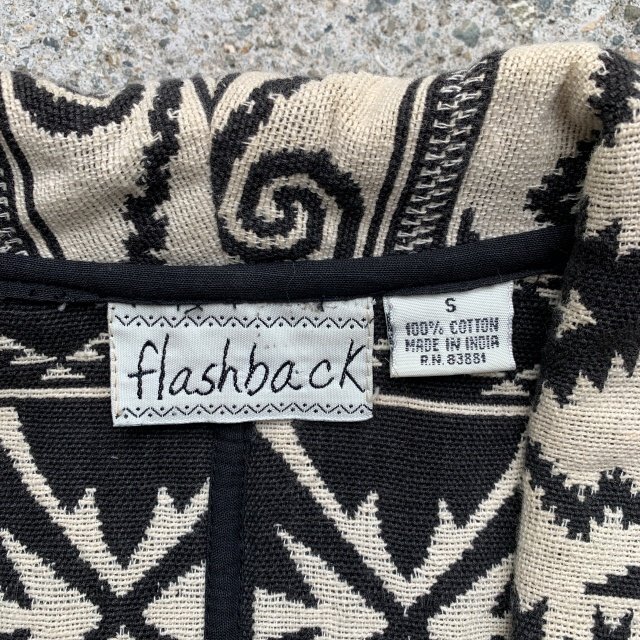 flashback
S
100% COTTON
MADE IN INDIA
R.N. 83881